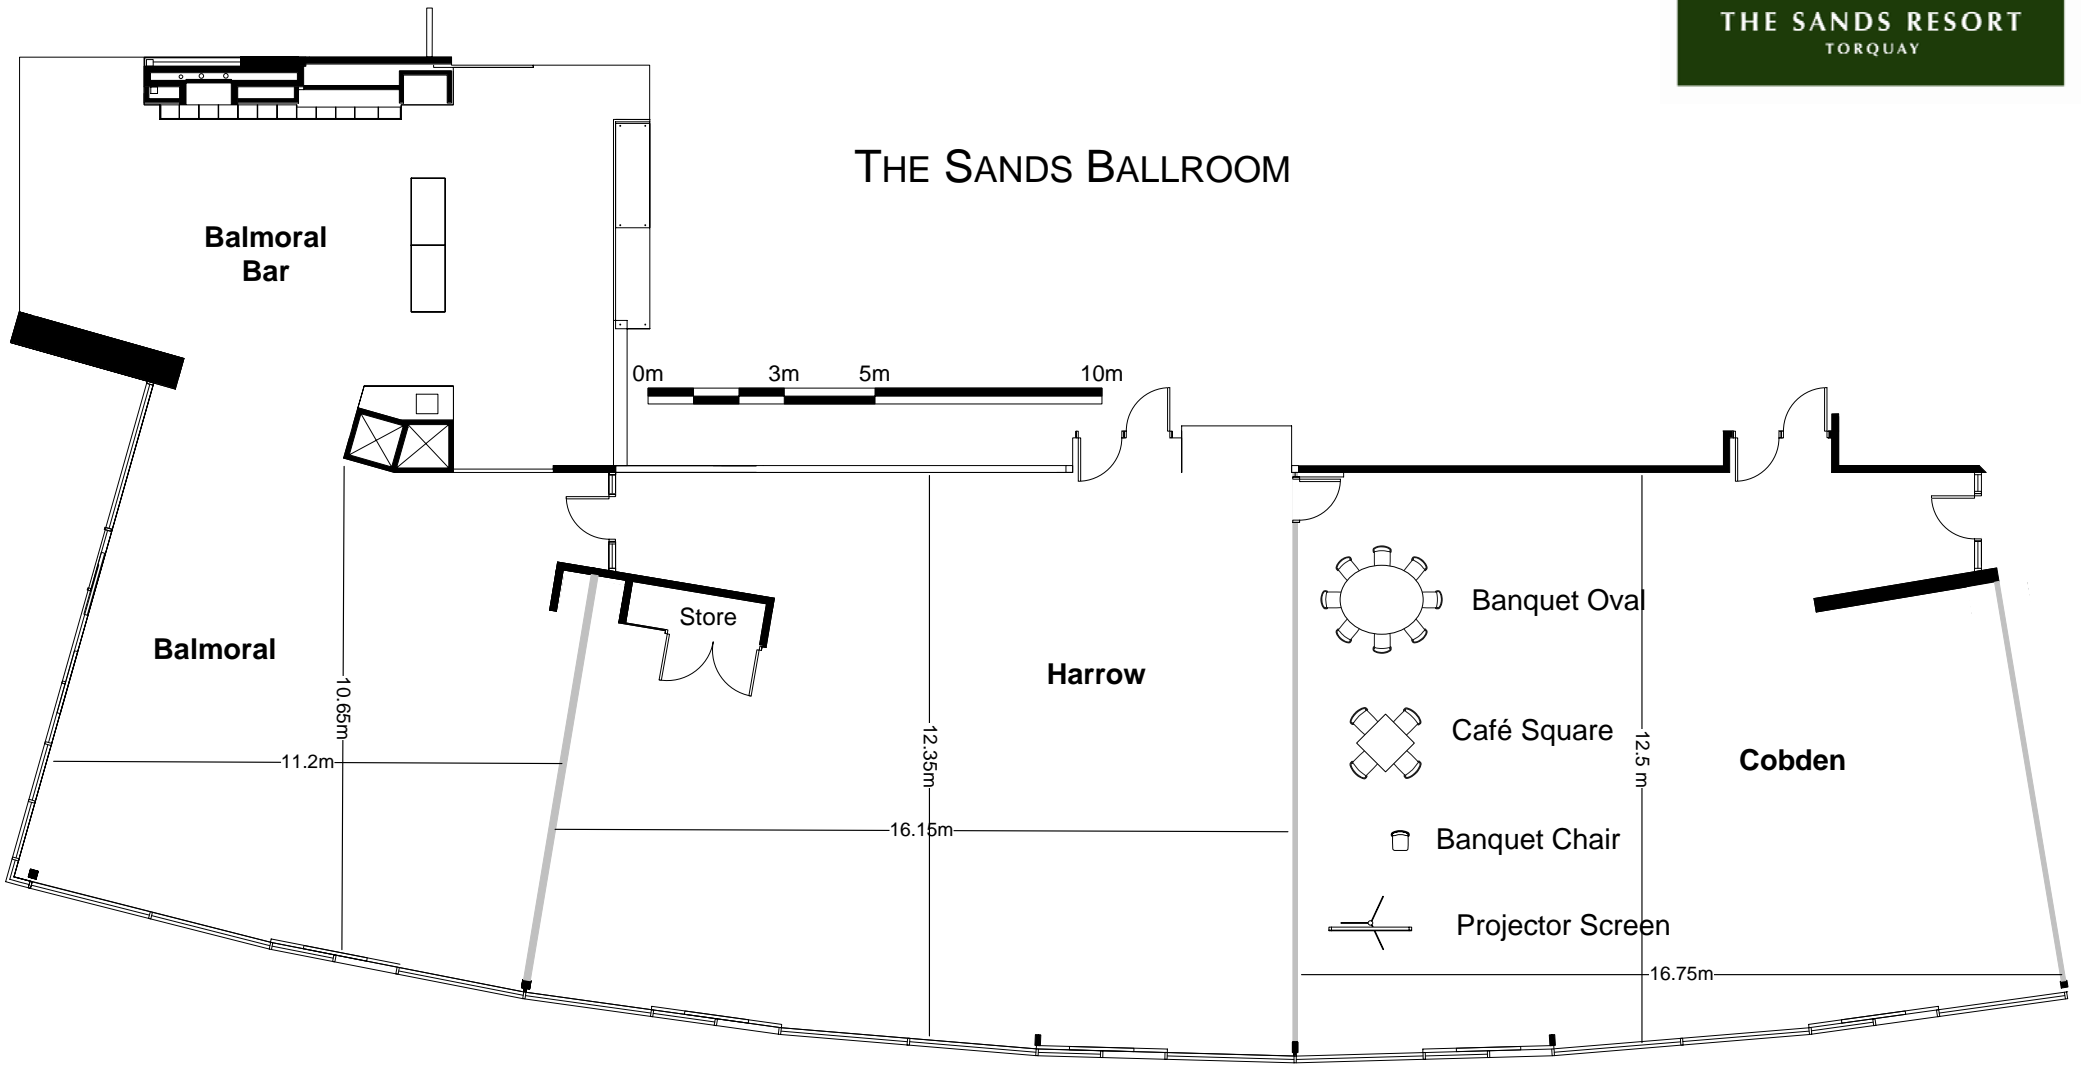 THE SANDS RESORT
TORQUAY
THE SANDS BALLROOM
Balmoral
Bar
0m 3m 5m 10m
Store
Banquet Oval
Balmoral
Harrow
10.65m
12.35m
12.5 m
Café Square
11.2m
Cobden
16.15m
Banquet Chair
Projector Screen
16.75m